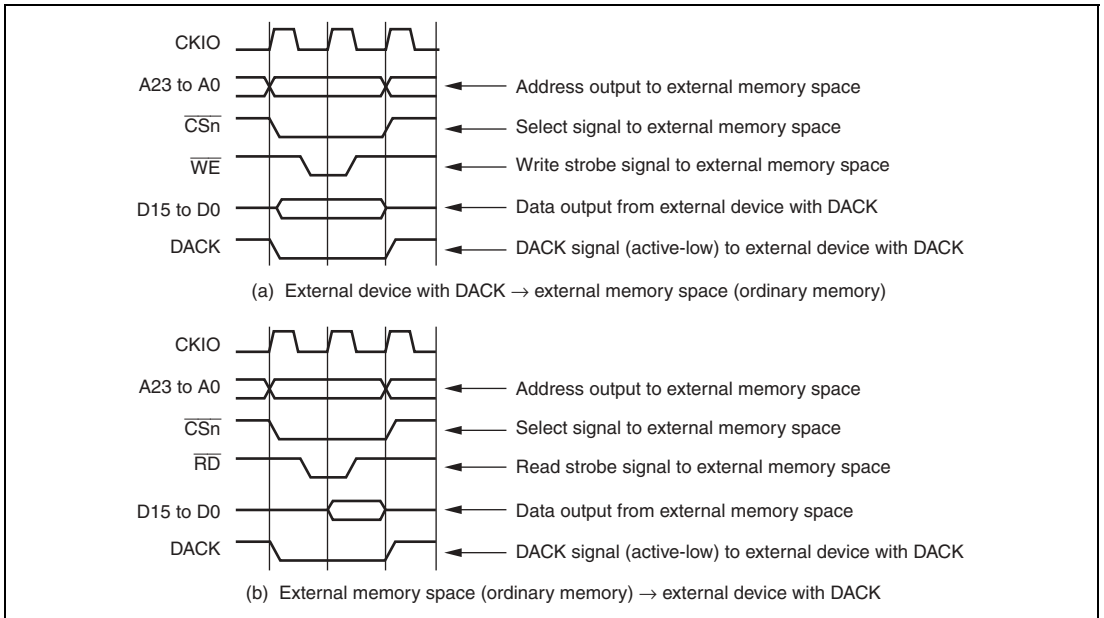 CKIO
A23 to A0 Address output to external memory space
CSn Select signal to external memory space
WE Write strobe signal to external memory space
D15 to D0 Data output from external device with DACK
DACK DACK signal (active-low) to external device with DACK
(a) External device with DACK → external memory space (ordinary memory)
CKIO
A23 to A0 Address output to external memory space
CSn Select signal to external memory space
RD Read strobe signal to external memory space
D15 to D0 Data output from external memory space
DACK DACK signal (active-low) to external device with DACK
(b) External memory space (ordinary memory) → external device with DACK